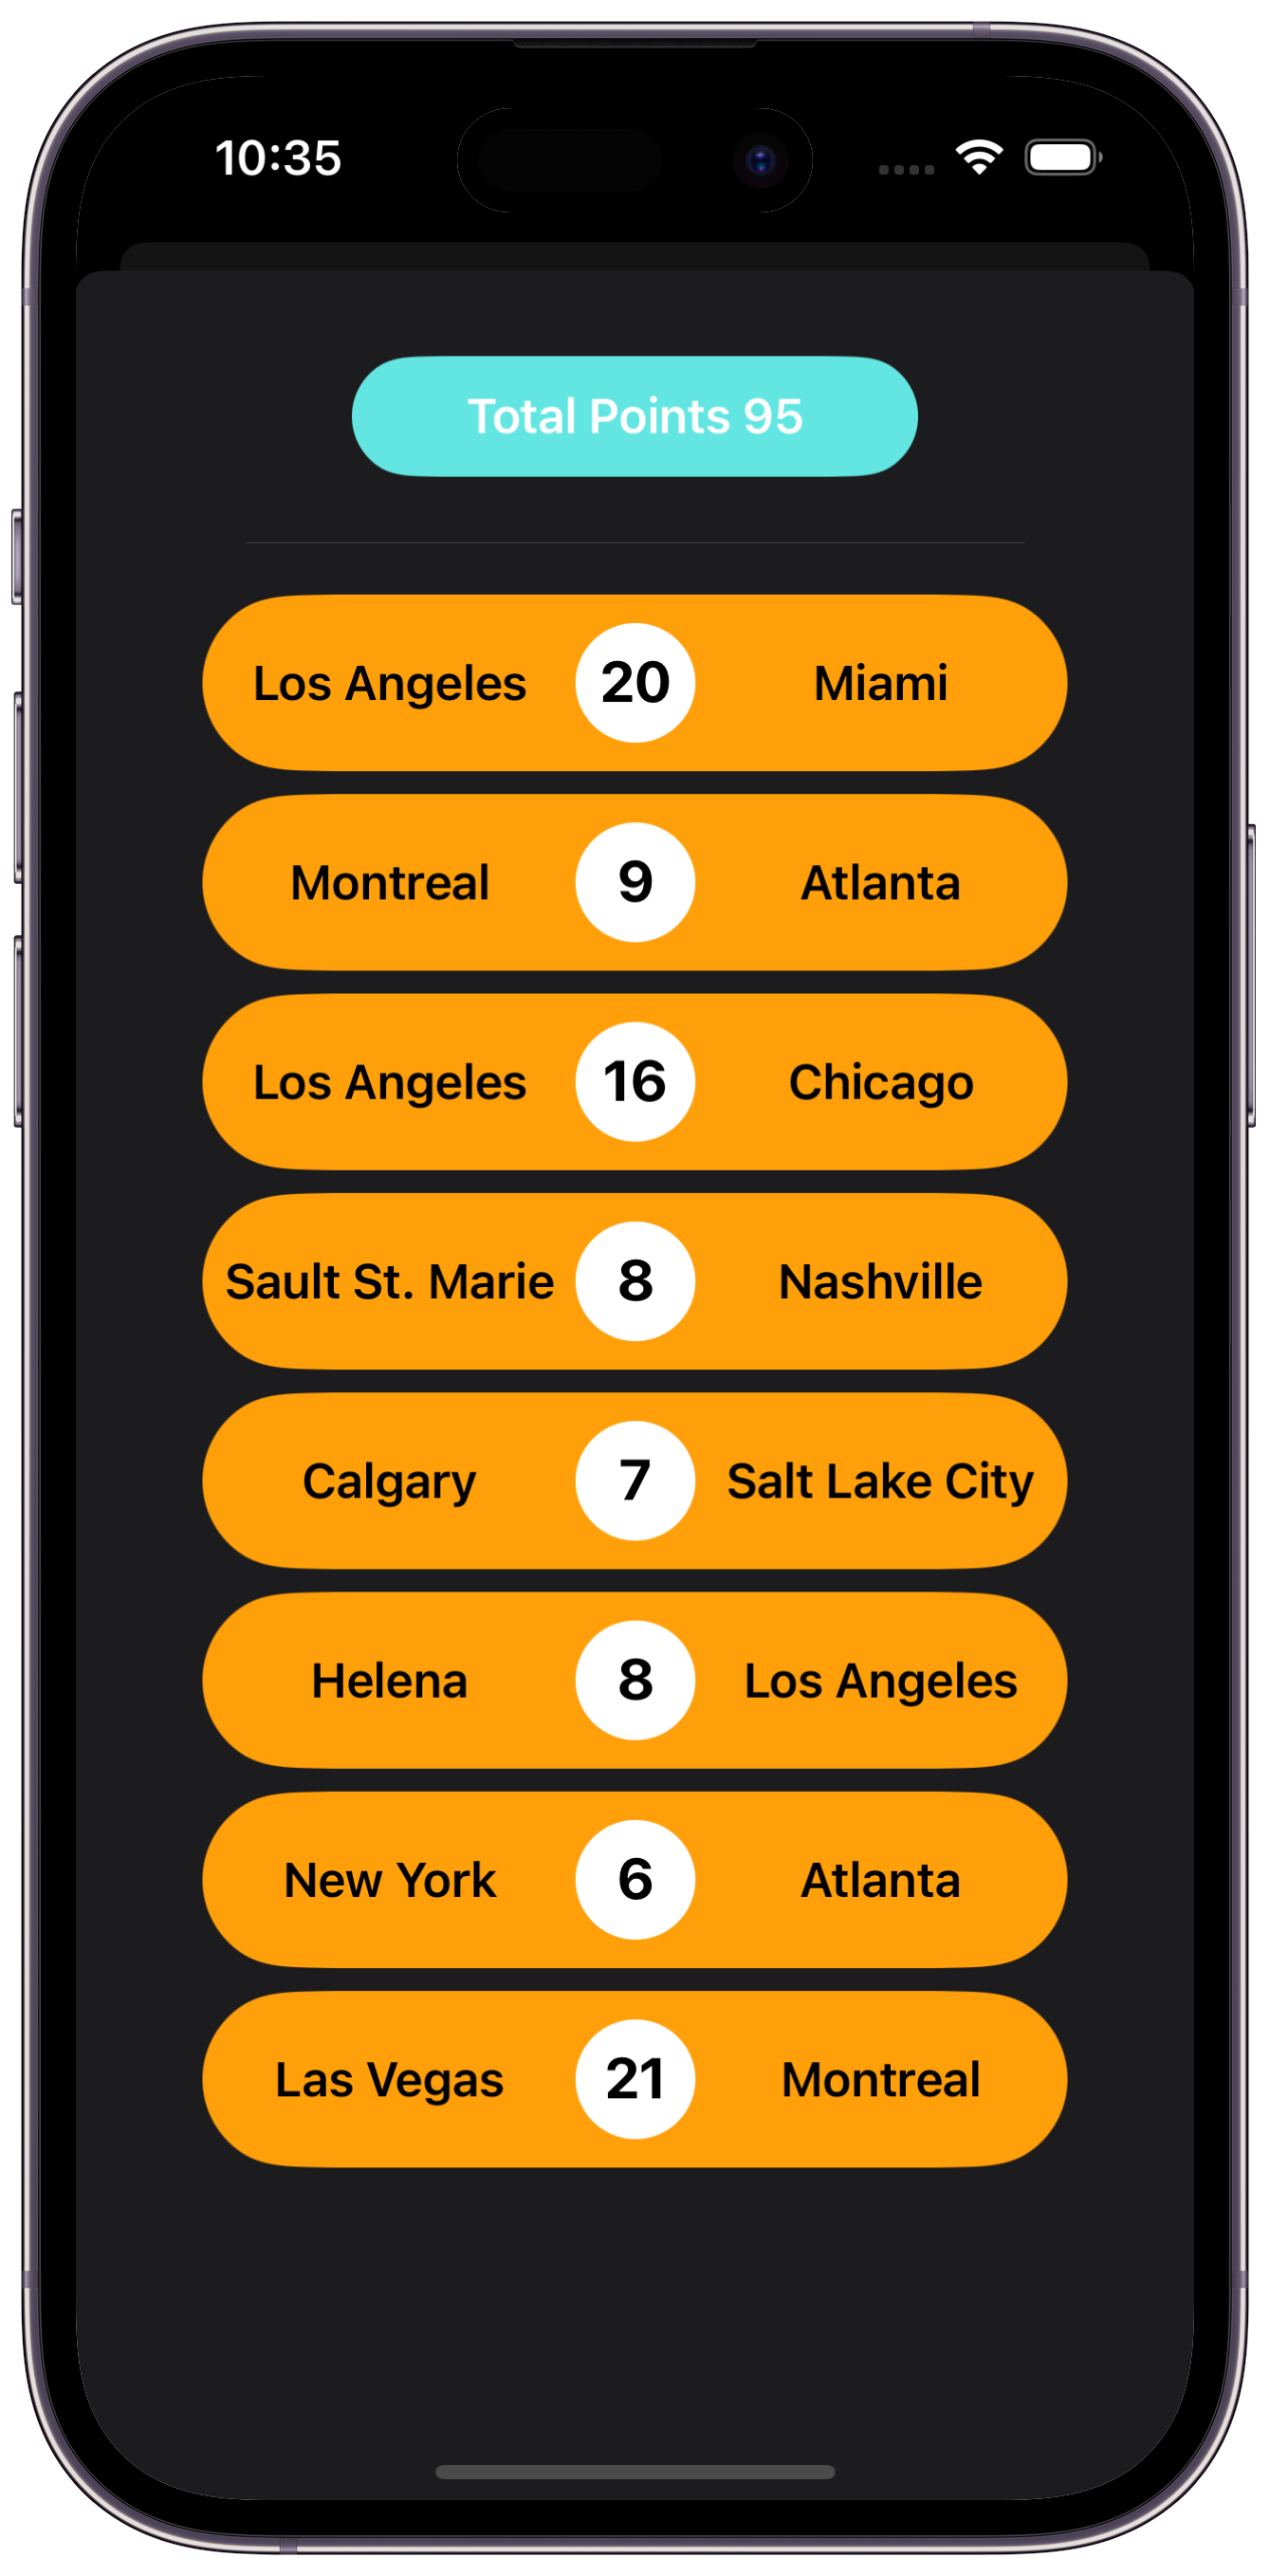 10:35
Total Points 95
Los Angeles 20 Miami
Montreal 9 Atlanta
Los Angeles 16 Chicago
Sault St. Marie 8 Nashville
Calgary 7 Salt Lake City
Helena 8 Los Angeles
New York 6 Atlanta
Las Vegas 21 Montreal